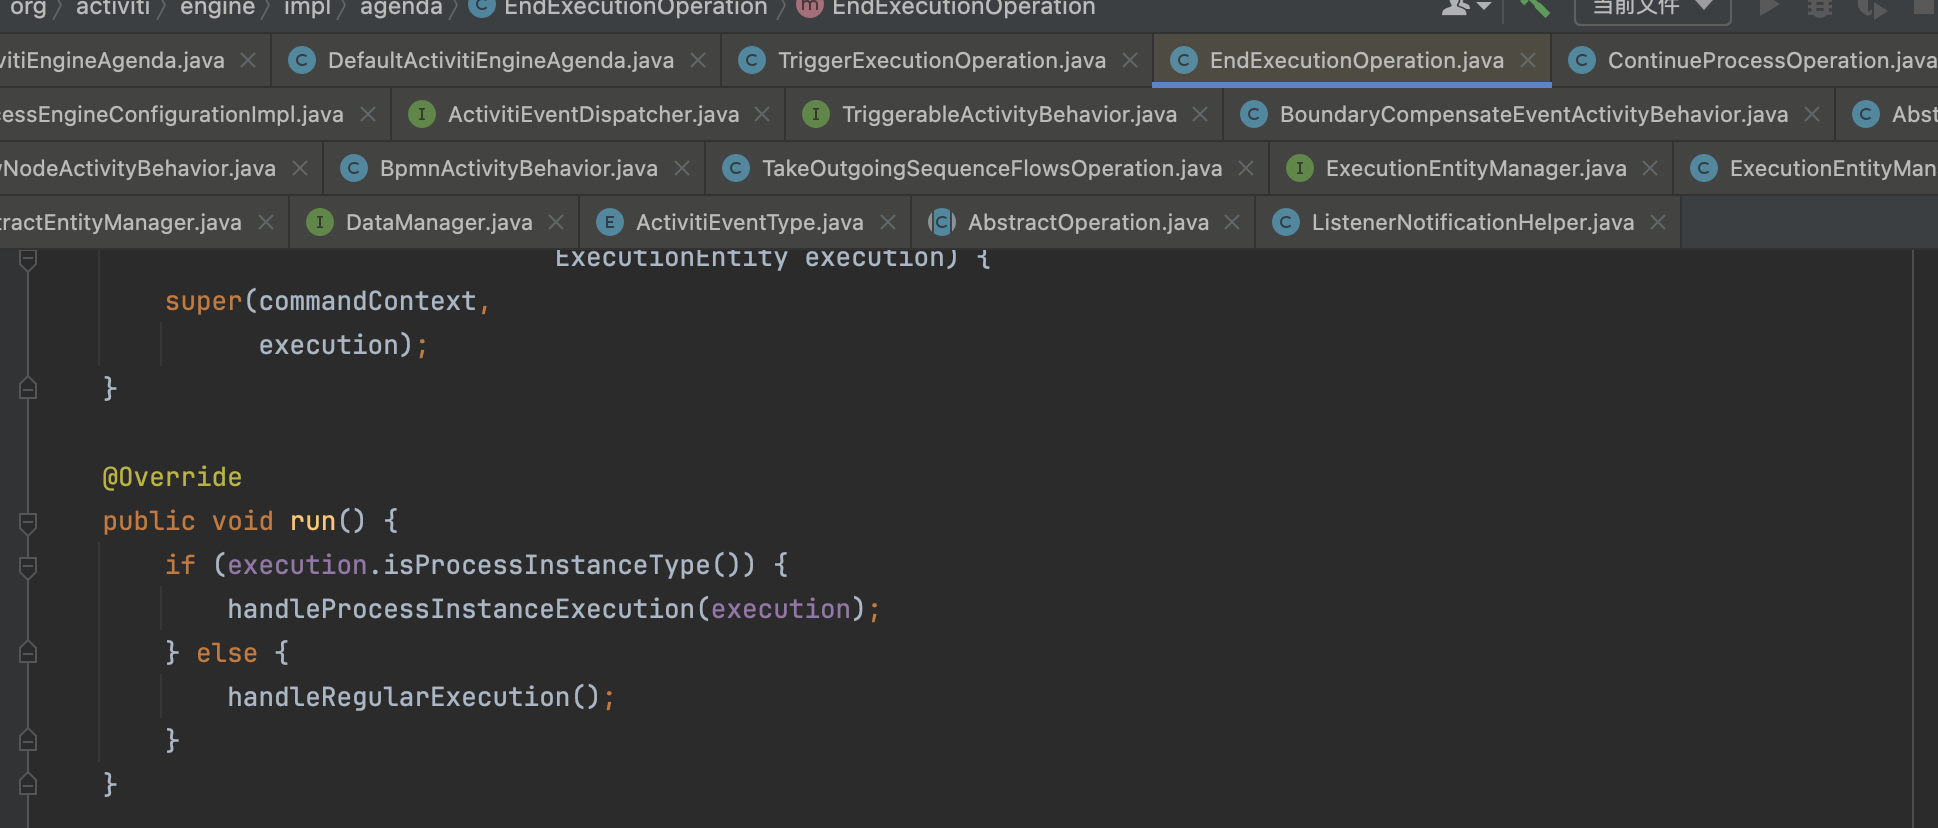 org activiti engine impl agenda C EndExecutionOperation m EndExecutionOperation 当前文件
vitiEngineAgenda.java C DefaultActivitiEngineAgenda.java C TriggerExecutionOperation.java C EndExecutionOperation.java C ContinueProcessOperation.java
cessEngineConfigurationImpl.java I ActivitiEventDispatcher.java I TriggerableActivityBehavior.java C BoundaryCompensateEventActivityBehavior.java C Abst
wNodeActivityBehavior.java C BpmnActivityBehavior.java C TakeOutgoingSequenceFlowsOperation.java I ExecutionEntityManager.java C ExecutionEntityMan
tractEntityManager.java I DataManager.java E ActivitiEventType.java C AbstractOperation.java C ListenerNotificationHelper.java
ExecutionEntity execution) {
super(commandContext,
execution);
}
@Override
public void run() {
if (execution.isProcessInstanceType()) {
handleProcessInstanceExecution(execution);
} else {
handleRegularExecution();
}
}